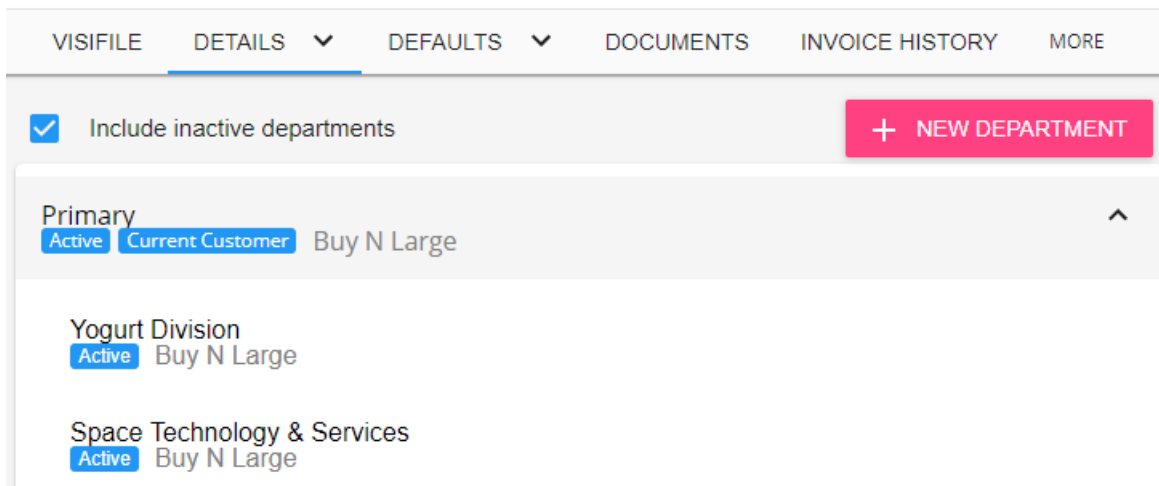 VISIFILE DETAILS DEFAULTS DOCUMENTS INVOICE HISTORY MORE
Include inactive departments + NEW DEPARTMENT
Primary
Active Current Customer Buy N Large
Yogurt Division
Active Buy N Large
Space Technology & Services
Active Buy N Large